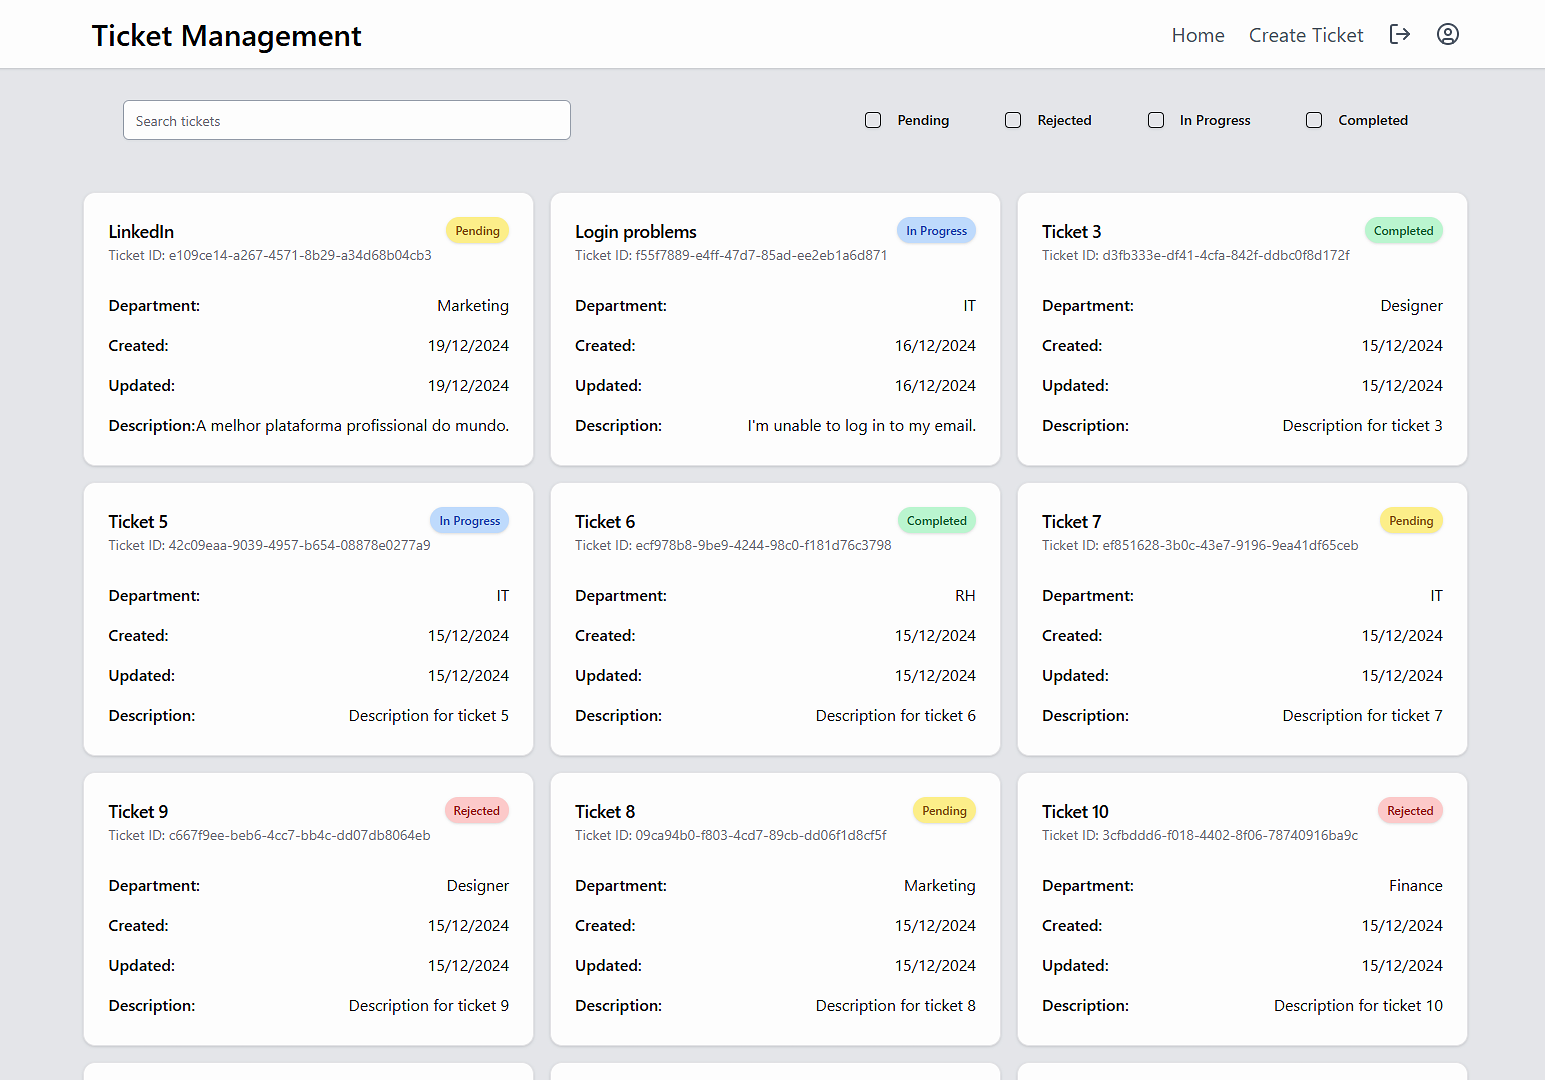 Ticket Management
Home
Create Ticket
Search tickets
Pending
Rejected
In Progress
Completed
LinkedIn
Pending
Ticket ID: e109ce14-a267-4571-8b29-a34d68b04cb3
Department: Marketing
Created: 19/12/2024
Updated: 19/12/2024
Description:A melhor plataforma profissional do mundo.
Login problems
In Progress
Ticket ID: f55f7889-e4ff-47d7-85ad-ee2eb1a6d871
Department: IT
Created: 16/12/2024
Updated: 16/12/2024
Description: I'm unable to log in to my email.
Ticket 3
Completed
Ticket ID: d3fb333e-df41-4cfa-842f-ddbc0f8d172f
Department: Designer
Created: 15/12/2024
Updated: 15/12/2024
Description: Description for ticket 3
Ticket 5
In Progress
Ticket ID: 42c09eaa-9039-4957-b654-08878e0277a9
Department: IT
Created: 15/12/2024
Updated: 15/12/2024
Description: Description for ticket 5
Ticket 6
Completed
Ticket ID: ecf978b8-9be9-4244-98c0-f181d76c3798
Department: RH
Created: 15/12/2024
Updated: 15/12/2024
Description: Description for ticket 6
Ticket 7
Pending
Ticket ID: ef851628-3b0c-43e7-9196-9ea41df65ceb
Department: IT
Created: 15/12/2024
Updated: 15/12/2024
Description: Description for ticket 7
Ticket 9
Rejected
Ticket ID: c667f9ee-beb6-4cc7-bb4c-dd07db8064eb
Department: Designer
Created: 15/12/2024
Updated: 15/12/2024
Description: Description for ticket 9
Ticket 8
Pending
Ticket ID: 09ca94b0-f803-4cd7-89cb-dd06f1d8cf5f
Department: Marketing
Created: 15/12/2024
Updated: 15/12/2024
Description: Description for ticket 8
Ticket 10
Rejected
Ticket ID: 3cfbddd6-f018-4402-8f06-78740916ba9c
Department: Finance
Created: 15/12/2024
Updated: 15/12/2024
Description: Description for ticket 10